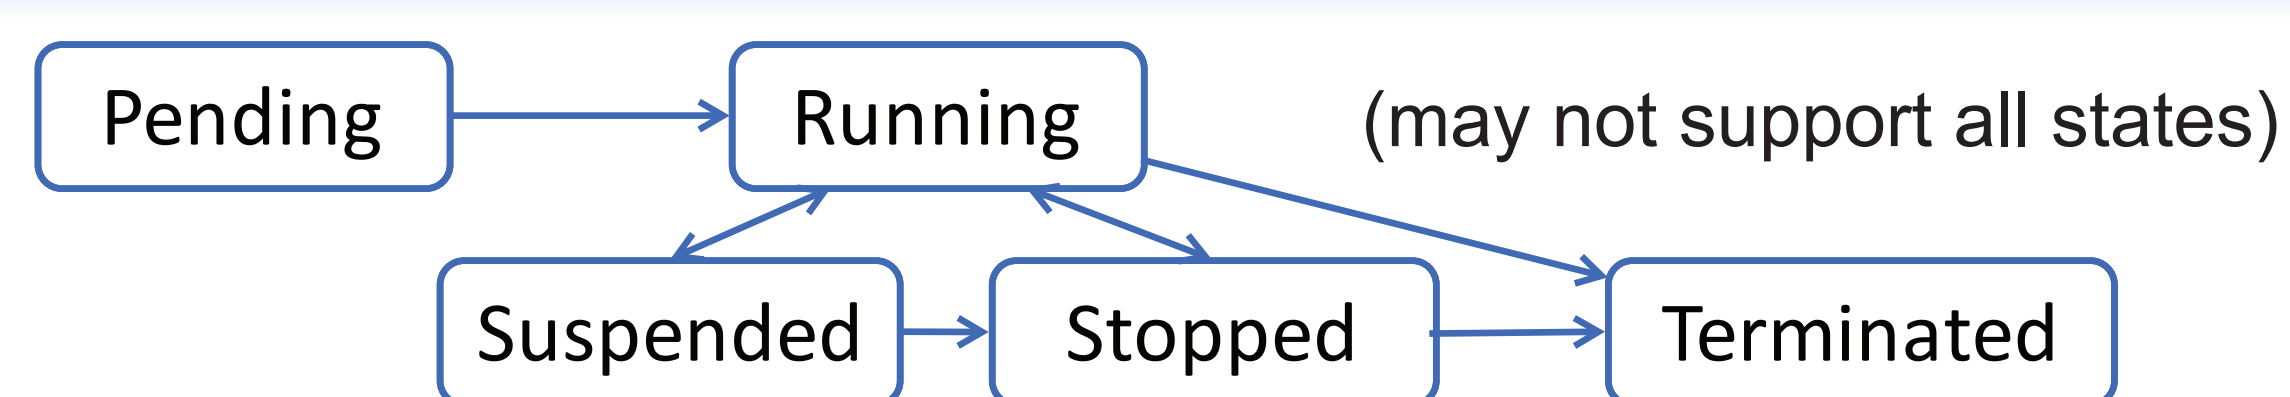 Pending
Running
(may not support all states)
Suspended
Stopped
Terminated